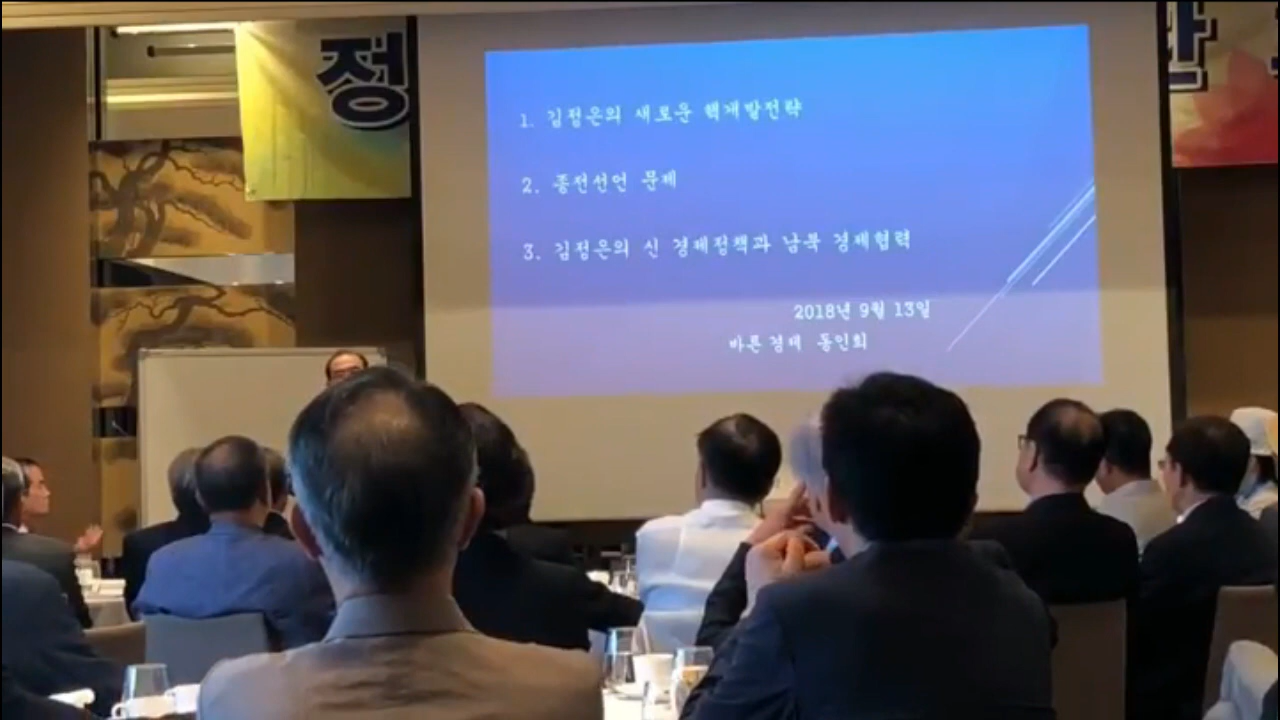 정
1. 김정은의 새로운 핵개발전략
2. 종전선언 문제
3. 김정은의 신 경제정책과 남북 경제협력
2018년 9월 13일
바른 경제 동인회